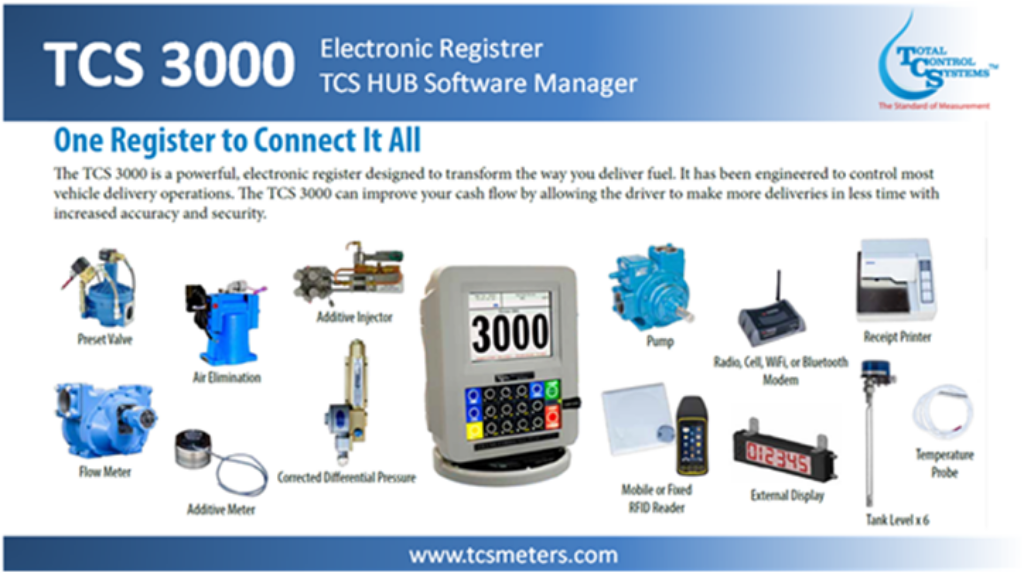 TCS 3000
Electronic Registrer
TCS HUB Software Manager
TOTAL
CONTROL
SYSTEMS™
The Standard of Measurement
One Register to Connect It All
The TCS 3000 is a powerful, electronic register designed to transform the way you deliver fuel. It has been engineered to control most
vehicle delivery operations. The TCS 3000 can improve your cash flow by allowing the driver to make more deliveries in less time with
increased accuracy and security.
Preset Valve
Air Elimination
Additive Injector
3000
Pump
Radio, Cell, WiFi, or Bluetooth
Modem
Receipt Printer
Flow Meter
Additive Meter
Corrected Differential Pressure
Mobile or Fixed
RFID Reader
012345
External Display
Tank Level x 6
Temperature
Probe
www.tcsmeters.com